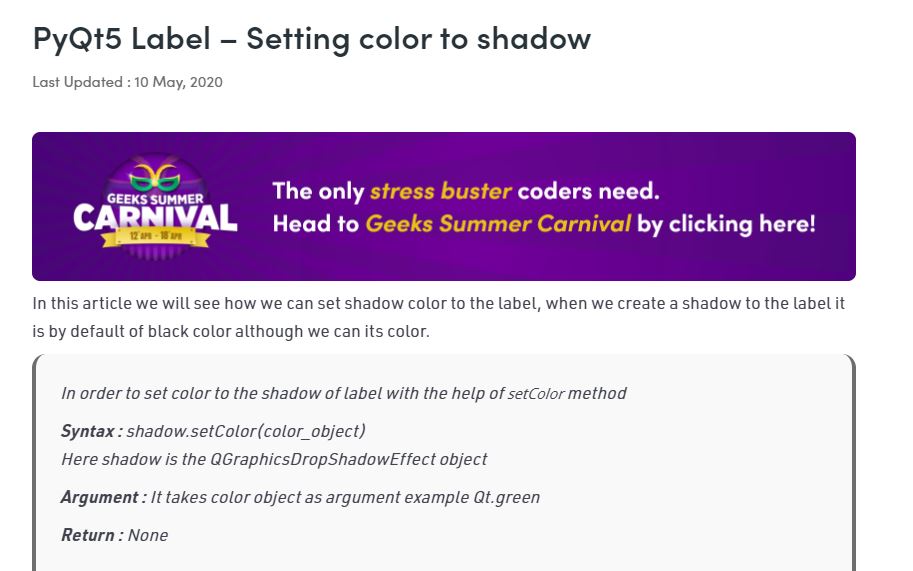 PyQt5 Label – Setting color to shadow
Last Updated : 10 May, 2020
GEEKS SUMMER
CARNIVAL
12 APR - 18 APR
The only stress buster coders need.
Head to Geeks Summer Carnival by clicking here!
In this article we will see how we can set shadow color to the label, when we create a shadow to the label it
is by default of black color although we can its color.
In order to set color to the shadow of label with the help of setColor method
Syntax : shadow.setColor(color_object)
Here shadow is the QGraphicsDropShadowEffect object
Argument : It takes color object as argument example Qt.green
Return : None